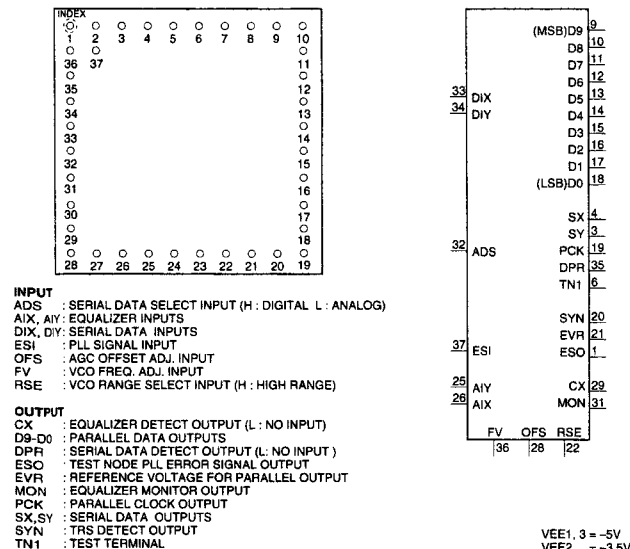 INDEX
1 2 3 4 5 6 7 8 9 10
36 37 11
35 12
34 13
33 14
32 15
31 16
30 17
29 18
28 27 26 25 24 23 22 21 20 19
INPUT
ADS : SERIAL DATA SELECT INPUT (H : DIGITAL L : ANALOG)
AIX, AIY: EQUALIZER INPUTS
DIX, DIY: SERIAL DATA INPUTS
ESI : PLL SIGNAL INPUT
OFS : AGC OFFSET ADJ. INPUT
FV : VCO FREQ. ADJ. INPUT
RSE : VCO RANGE SELECT INPUT (H : HIGH RANGE)
OUTPUT
CX : EQUALIZER DETECT OUTPUT (L : NO INPUT)
D9-D0 : PARALLEL DATA OUTPUTS
DPR : SERIAL DATA DETECT OUTPUT (L: NO INPUT )
ESO : TEST NODE PLL ERROR SIGNAL OUTPUT
EVR : REFERENCE VOLTAGE FOR PARALLEL OUTPUT
MON : EQUALIZER MONITOR OUTPUT
PCK : PARALLEL CLOCK OUTPUT
SX,SY : SERIAL DATA OUTPUTS
SYN : TRS DETECT OUTPUT
TN1 : TEST TERMINAL
(MSB)D9 9
D8 10
D7 11
D6 12
33 DIX D5 13
34 DIY D4 14
D3 15
D2 16
D1 17
(LSB)D0 18
SX 4
SY 3
32 ADS PCK 19
DPR 35
TN1 6
SYN 20
EVR 21
37 ESI ESO 1
25 AIY CX 29
26 AIX MON 31
FV OFS RSE
36 28 22
VEE1, 3 = –5V
VEE2 = –3.5V